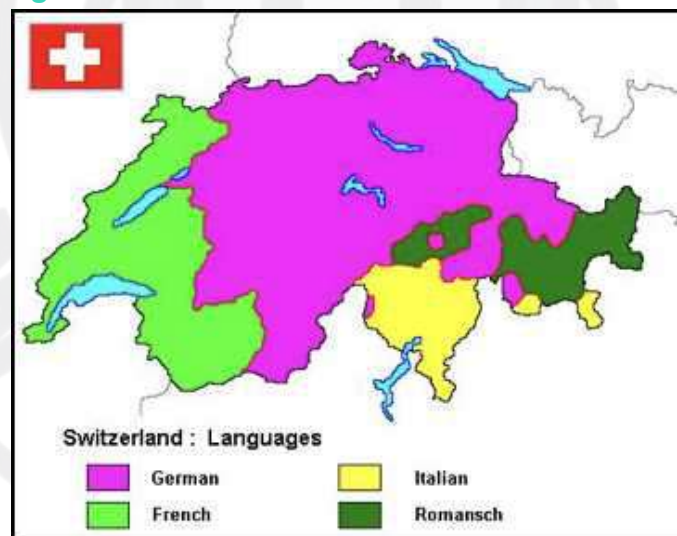 Switzerland : Languages
German
Italian
French
Romansch